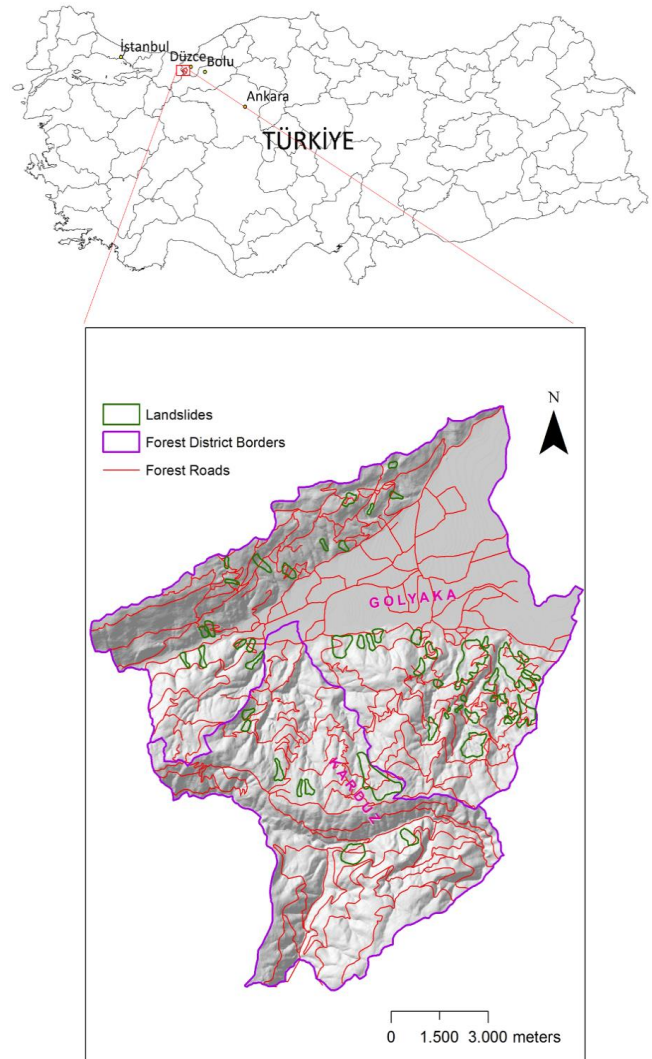 İstanbul
Düzce
Bolu
Ankara
TÜRKİYE
Landslides
Forest District Borders
Forest Roads
N
GOLYAKA
KARDUZ
0 1.500 3.000 meters